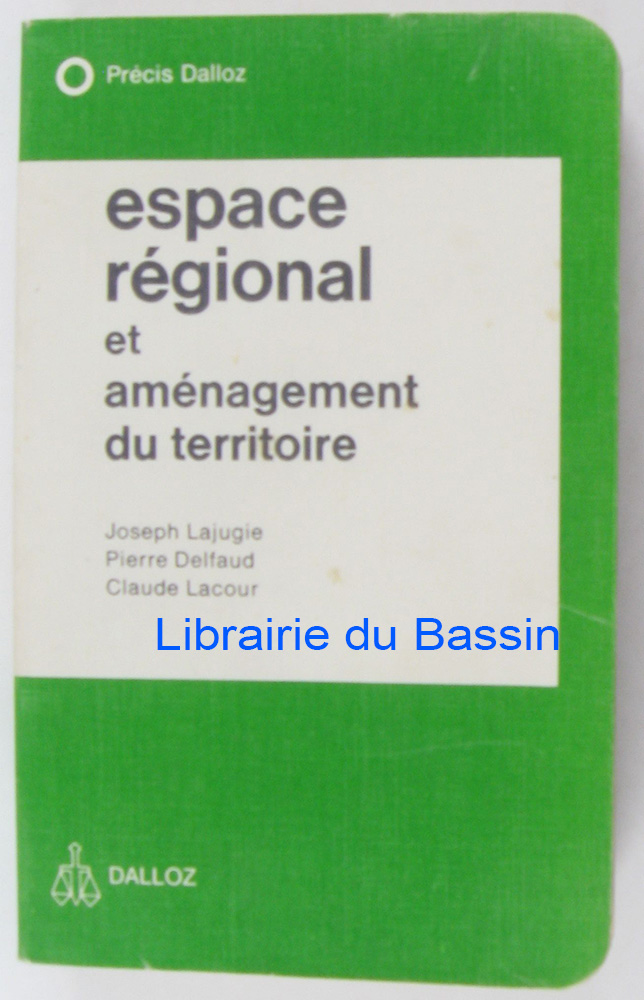 Précis Dalloz
espace
régional
et
aménagement
du territoire
Joseph Lajugie
Pierre Delfaud
Claude Lacour
Librairie du Bassin
DALLOZ